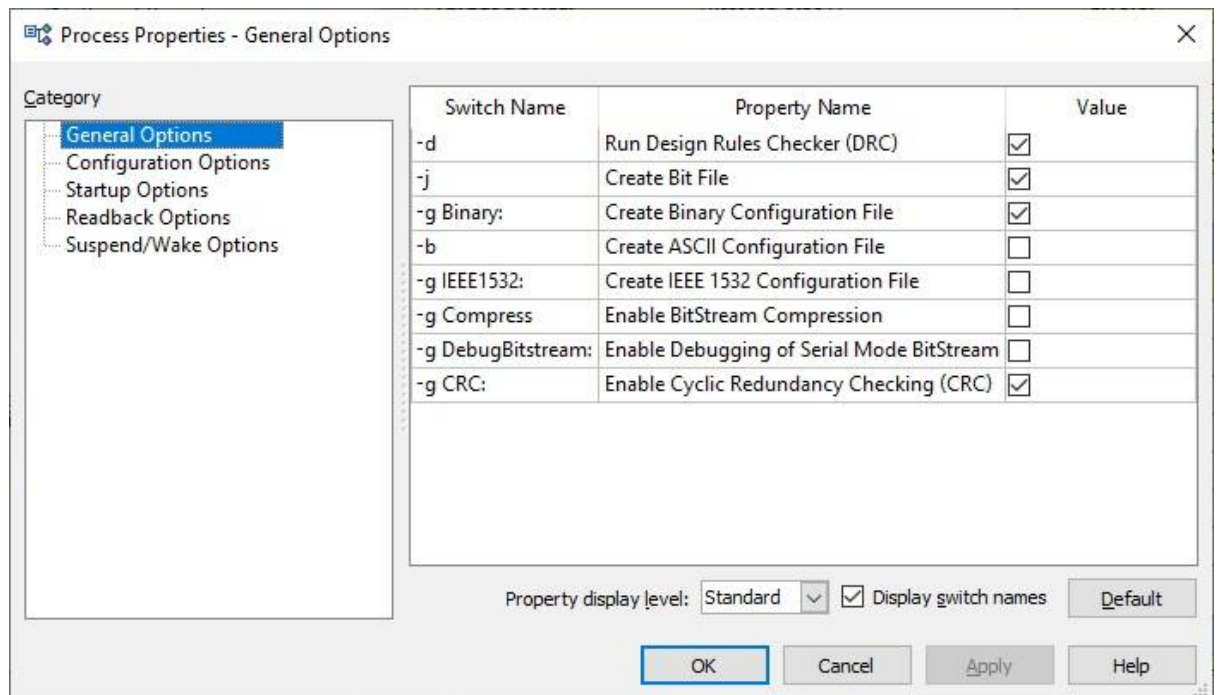 Process Properties - General Options
Category
General Options
Configuration Options
Startup Options
Readback Options
Suspend/Wake Options
Switch Name Property Name Value
-d Run Design Rules Checker (DRC)
-j Create Bit File
-g Binary: Create Binary Configuration File
-b Create ASCII Configuration File
-g IEEE1532: Create IEEE 1532 Configuration File
-g Compress Enable BitStream Compression
-g DebugBitstream: Enable Debugging of Serial Mode BitStream
-g CRC: Enable Cyclic Redundancy Checking (CRC)
Property display level: Standard Display switch names Default
OK Cancel Apply Help